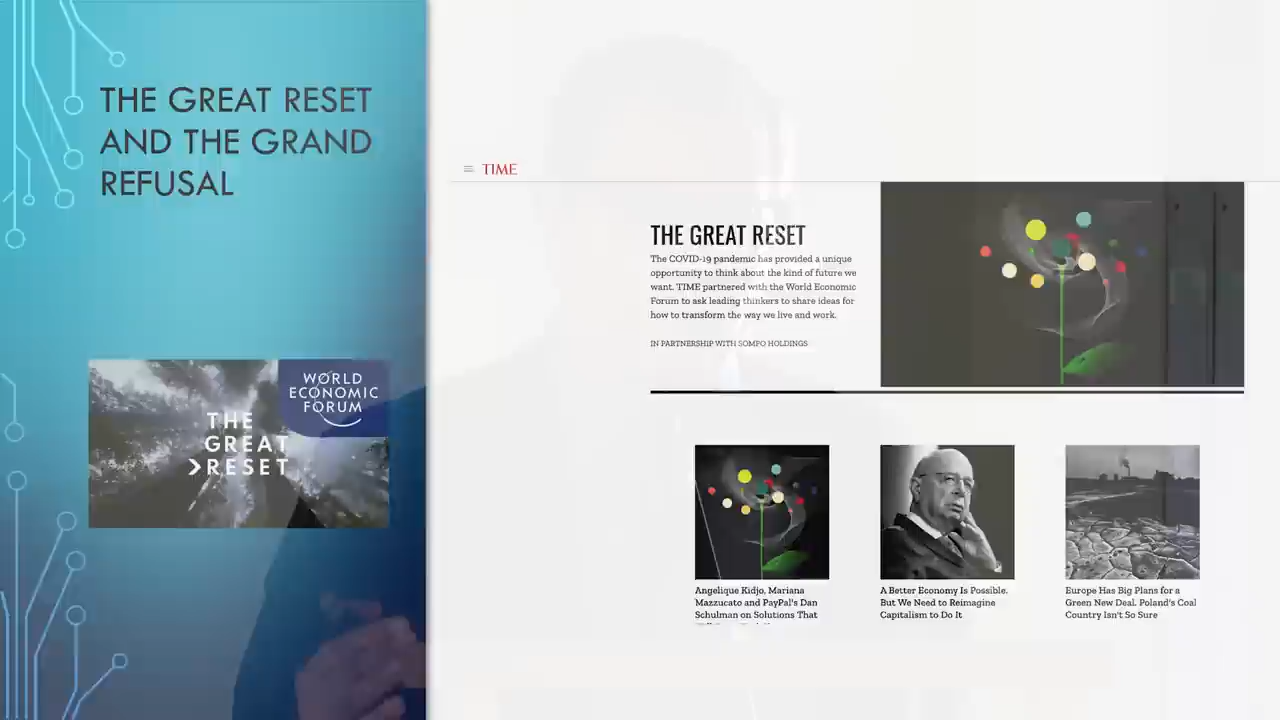 THE GREAT RESET
AND THE GRAND
REFUSAL
WORLD
ECONOMIC
FORUM
THE
GREAT
>RESET
TIME
THE GREAT RESET
The COVID-19 pandemic has provided a unique
opportunity to think about the kind of future we
want. TIME partnered with the World Economic
Forum to ask leading thinkers to share ideas for
how to transform the way we live and work.
IN PARTNERSHIP WITH SOMPO HOLDINGS
Angelique Kidjo, Mariana
Mazzucato and PayPal's Dan
Schulman on Solutions That
A Better Economy Is Possible.
But We Need to Reimagine
Capitalism to Do It
Europe Has Big Plans for a
Green New Deal. Poland's Coal
Country Isn't So Sure